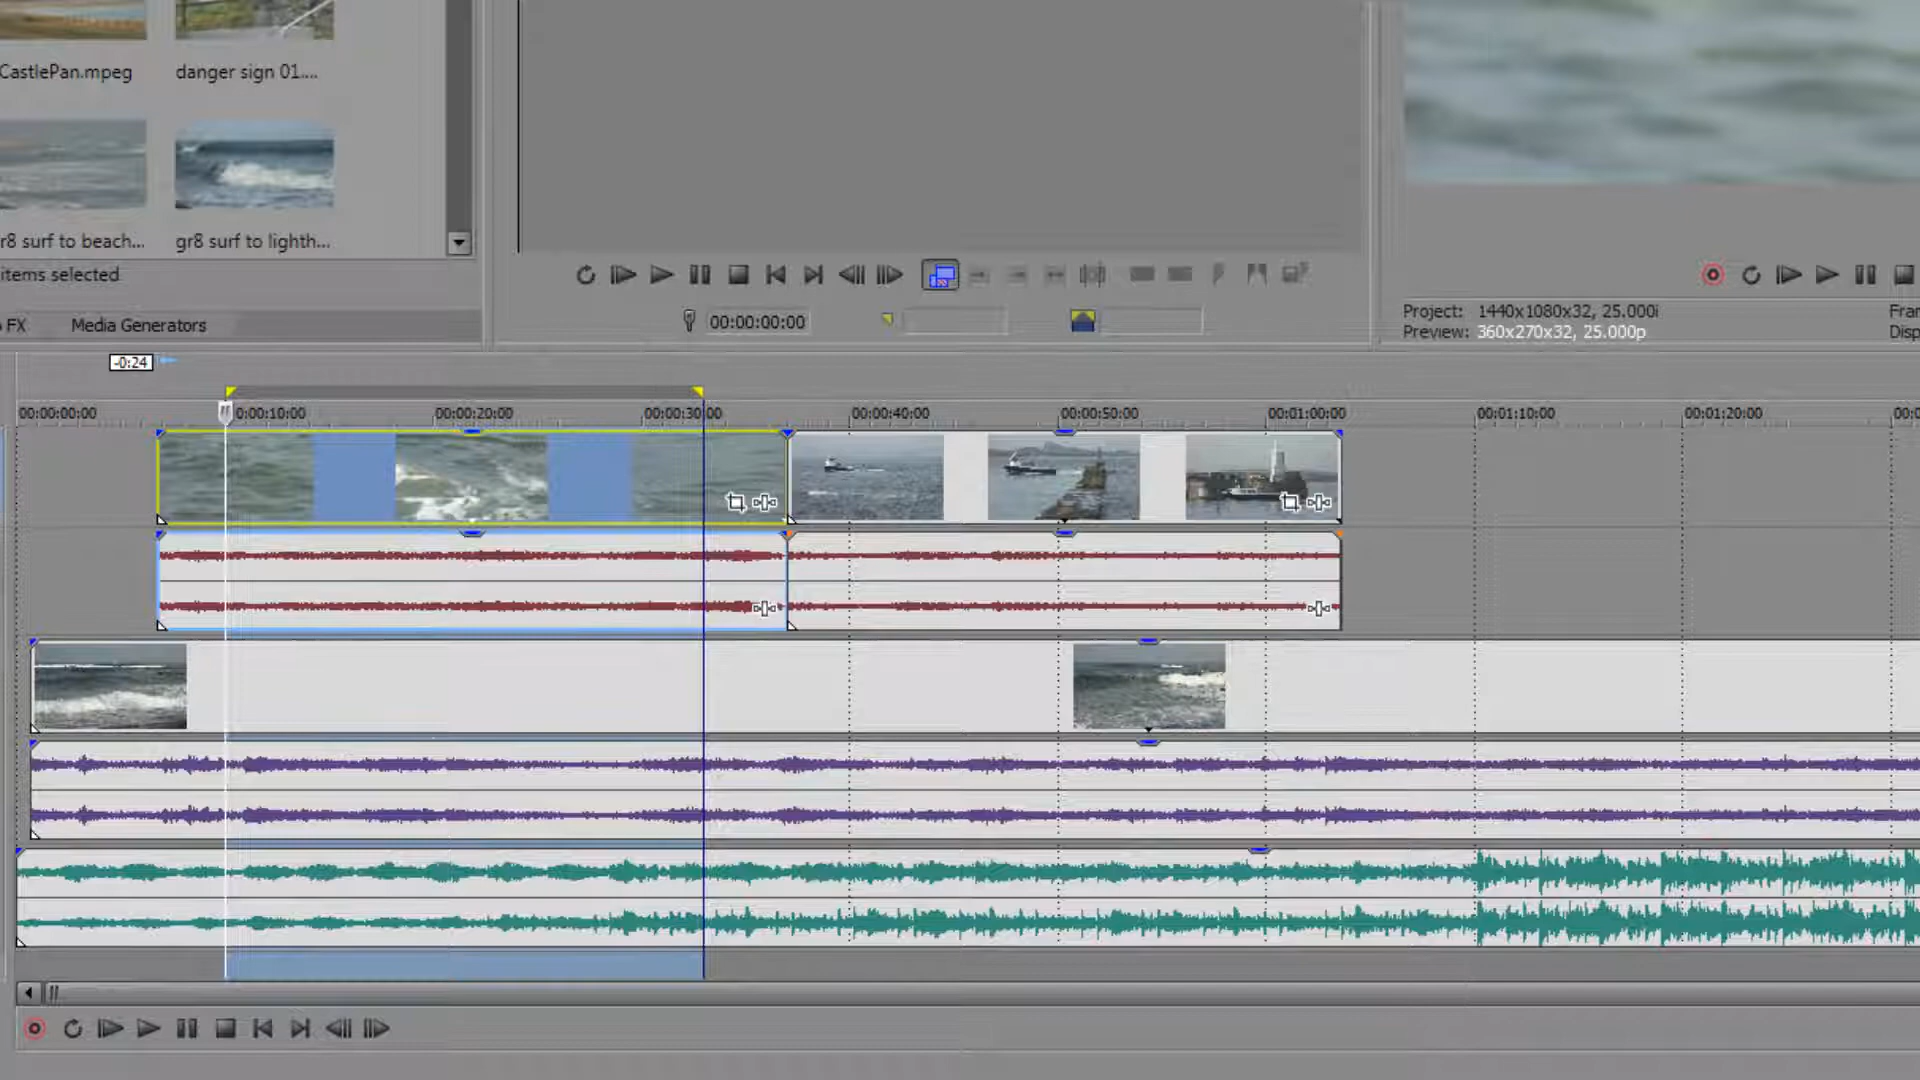 CastlePan.mpeg
danger sign 01....
r8 surf to beach...
gr8 surf to lighth...
items selected
FX
Media Generators
00:00:00:00
Project: 1440x1080x32, 25.000i
Preview: 360x270x32, 25.000p
Fra
Disp
-0:24
00:00:00:00
0:00:10:00
00:00:20:00
00:00:30:00
00:00:40:00
00:00:50:00
00:01:00:00
00:01:10:00
00:01:20:00
00:0